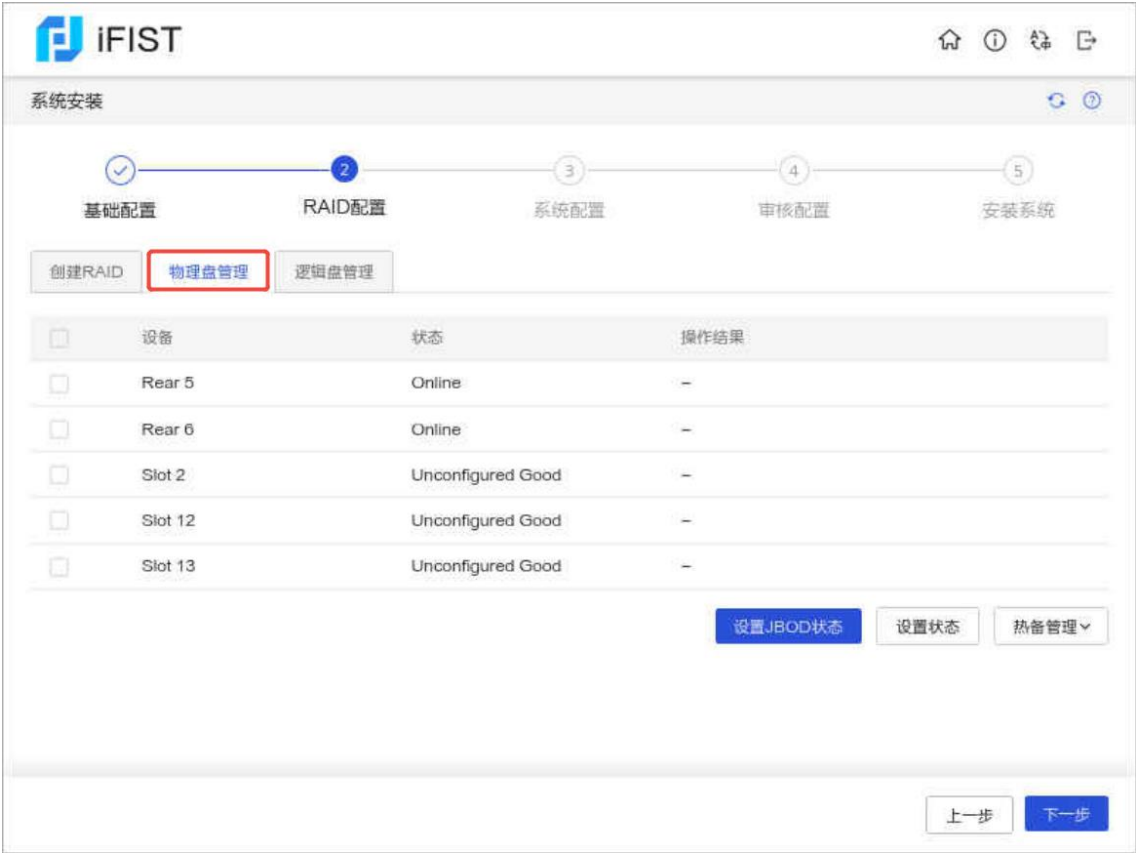 iFIST
系统安装
2 3 4 5
基础配置 RAID配置 系统配置 审核配置 安装系统
创建RAID 物理盘管理 逻辑盘管理
设备 状态 操作结果
Rear 5 Online –
Rear 6 Online –
Slot 2 Unconfigured Good –
Slot 12 Unconfigured Good –
Slot 13 Unconfigured Good –
设置JBOD状态 设置状态 热备管理
上一步 下一步